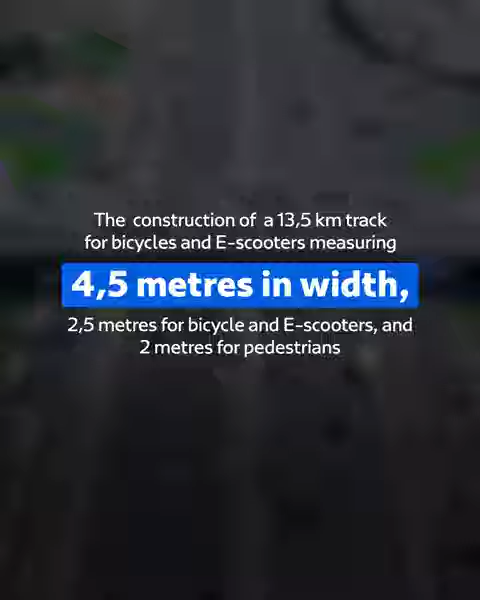 The construction of a 13,5 km track
for bicycles and E-scooters measuring
4,5 metres in width,
2,5 metres for bicycle and E-scooters, and
2 metres for pedestrians